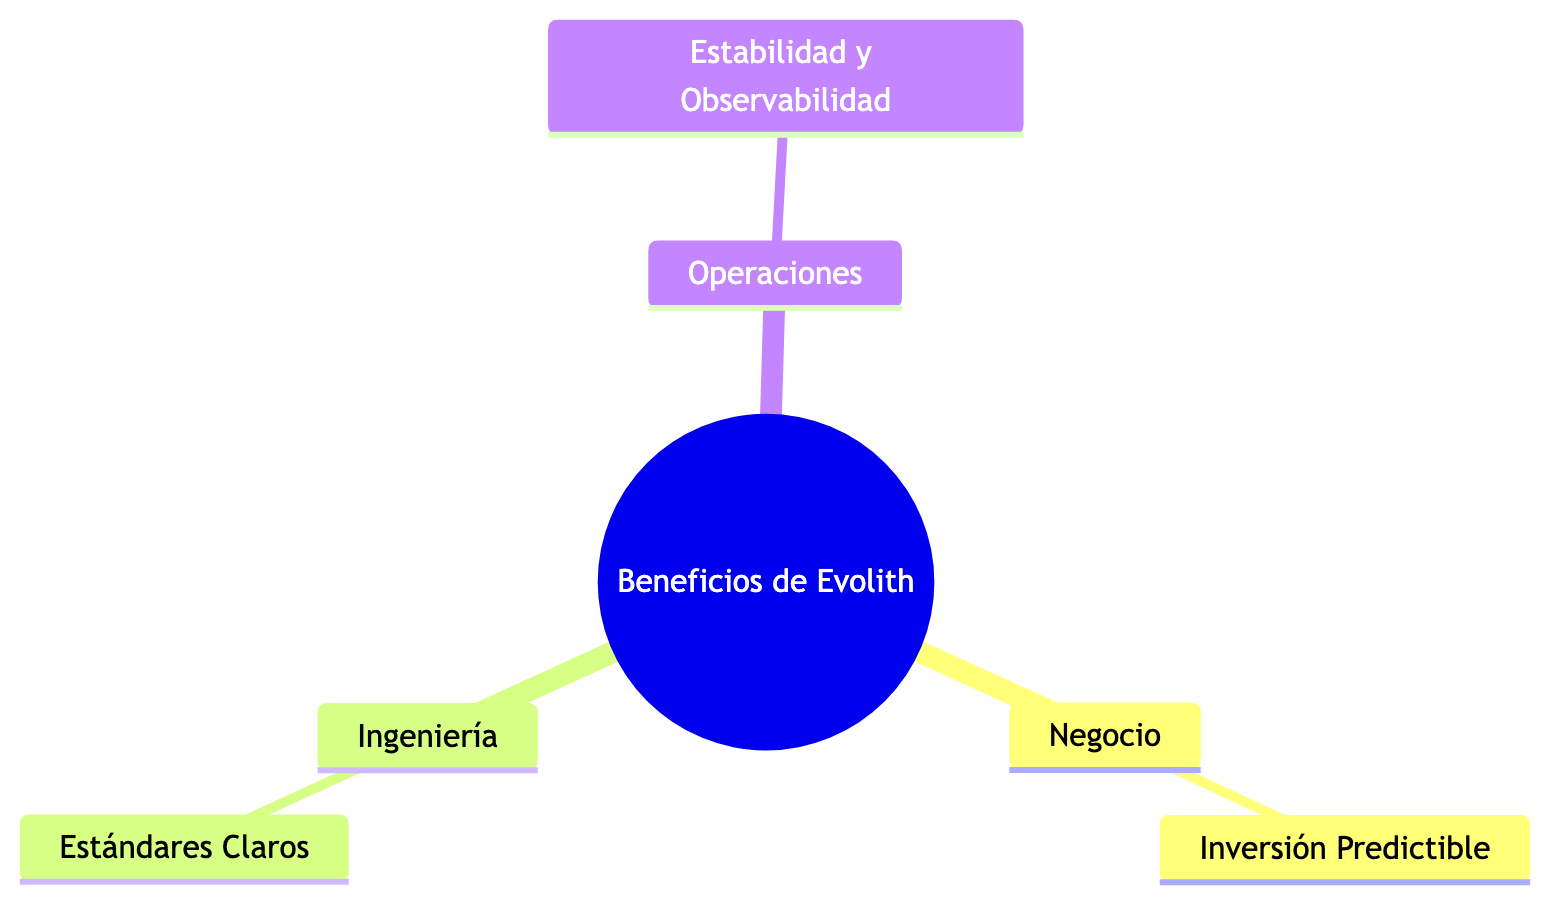 Estabilidad y
Observabilidad
Operaciones
Beneficios de Evolith
Ingeniería
Negocio
Estándares Claros
Inversión Predictible